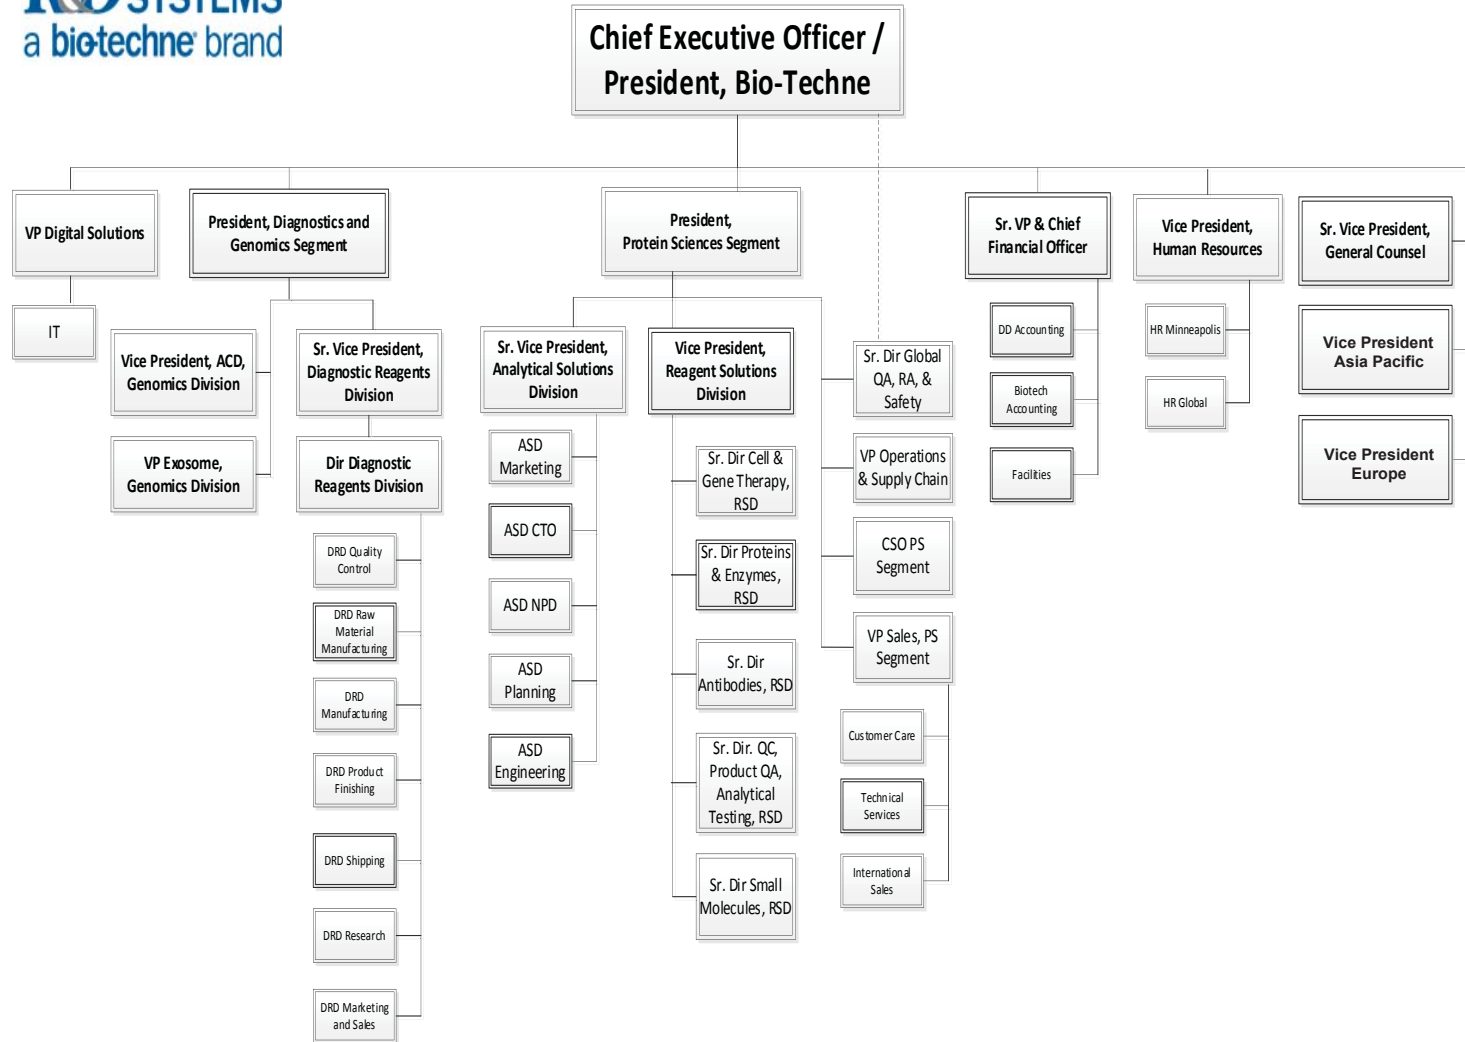 R&D SYSTEMS
a biotechne brand
Chief Executive Officer /
President, Bio-Techne
VP Digital Solutions
IT
President, Diagnostics and
Genomics Segment
Vice President, ACD,
Genomics Division
VP Exosome,
Genomics Division
Sr. Vice President,
Diagnostic Reagents
Division
Dir Diagnostic
Reagents Division
DRD Quality
Control
DRD Raw
Material
Manufacturing
DRD
Manufacturing
DRD Product
Finishing
DRD Shipping
DRD Research
DRD Marketing
and Sales
President,
Protein Sciences Segment
Sr. Vice President,
Analytical Solutions
Division
ASD
Marketing
ASD CTO
ASD NPD
ASD
Planning
ASD
Engineering
Vice President,
Reagent Solutions
Division
Sr. Dir Cell &
Gene Therapy,
RSD
Sr. Dir Proteins
& Enzymes,
RSD
Sr. Dir
Antibodies, RSD
Sr. Dir. QC,
Product QA,
Analytical
Testing, RSD
Sr. Dir Small
Molecules, RSD
Sr. Dir Global
QA, RA, &
Safety
VP Operations
& Supply Chain
CSO PS
Segment
VP Sales, PS
Segment
Customer Care
Technical
Services
International
Sales
Sr. VP & Chief
Financial Officer
DD Accounting
Biotech
Accounting
Facilities
Vice President,
Human Resources
HR Minneapolis
HR Global
Sr. Vice President,
General Counsel
Vice President
Asia Pacific
Vice President
Europe